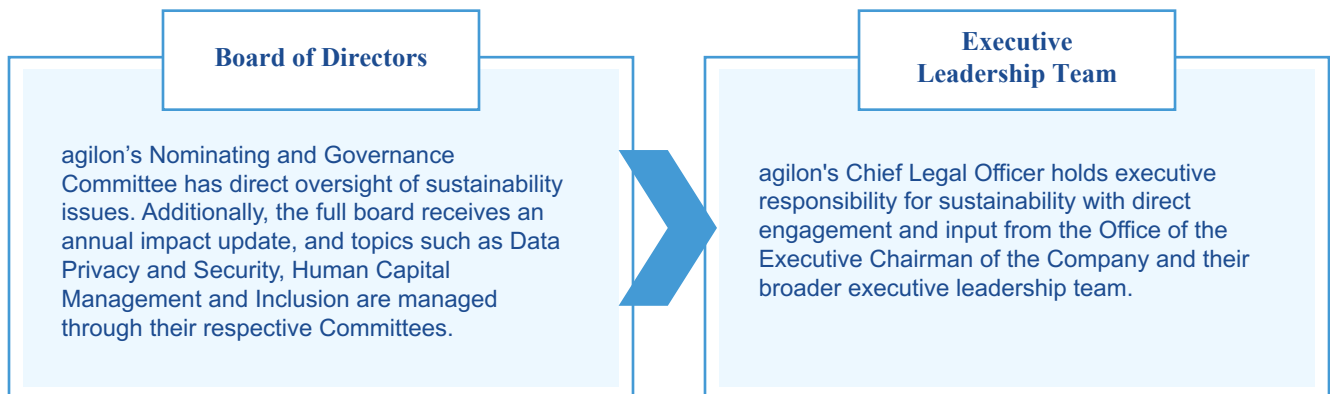 Board of Directors
agilon’s Nominating and Governance
Committee has direct oversight of sustainability
issues. Additionally, the full board receives an
annual impact update, and topics such as Data
Privacy and Security, Human Capital
Management and Inclusion are managed
through their respective Committees.
Executive
Leadership Team
agilon's Chief Legal Officer holds executive
responsibility for sustainability with direct
engagement and input from the Office of the
Executive Chairman of the Company and their
broader executive leadership team.